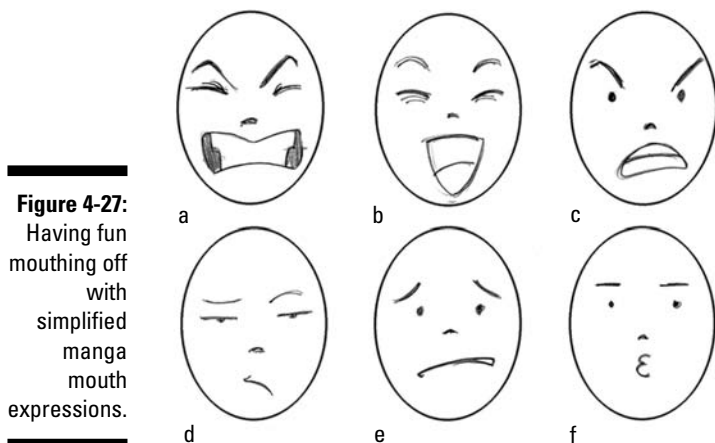 a
b
c
Figure 4-27:
Having fun
mouthing off
with
simplified
manga
mouth
expressions.
d
e
f